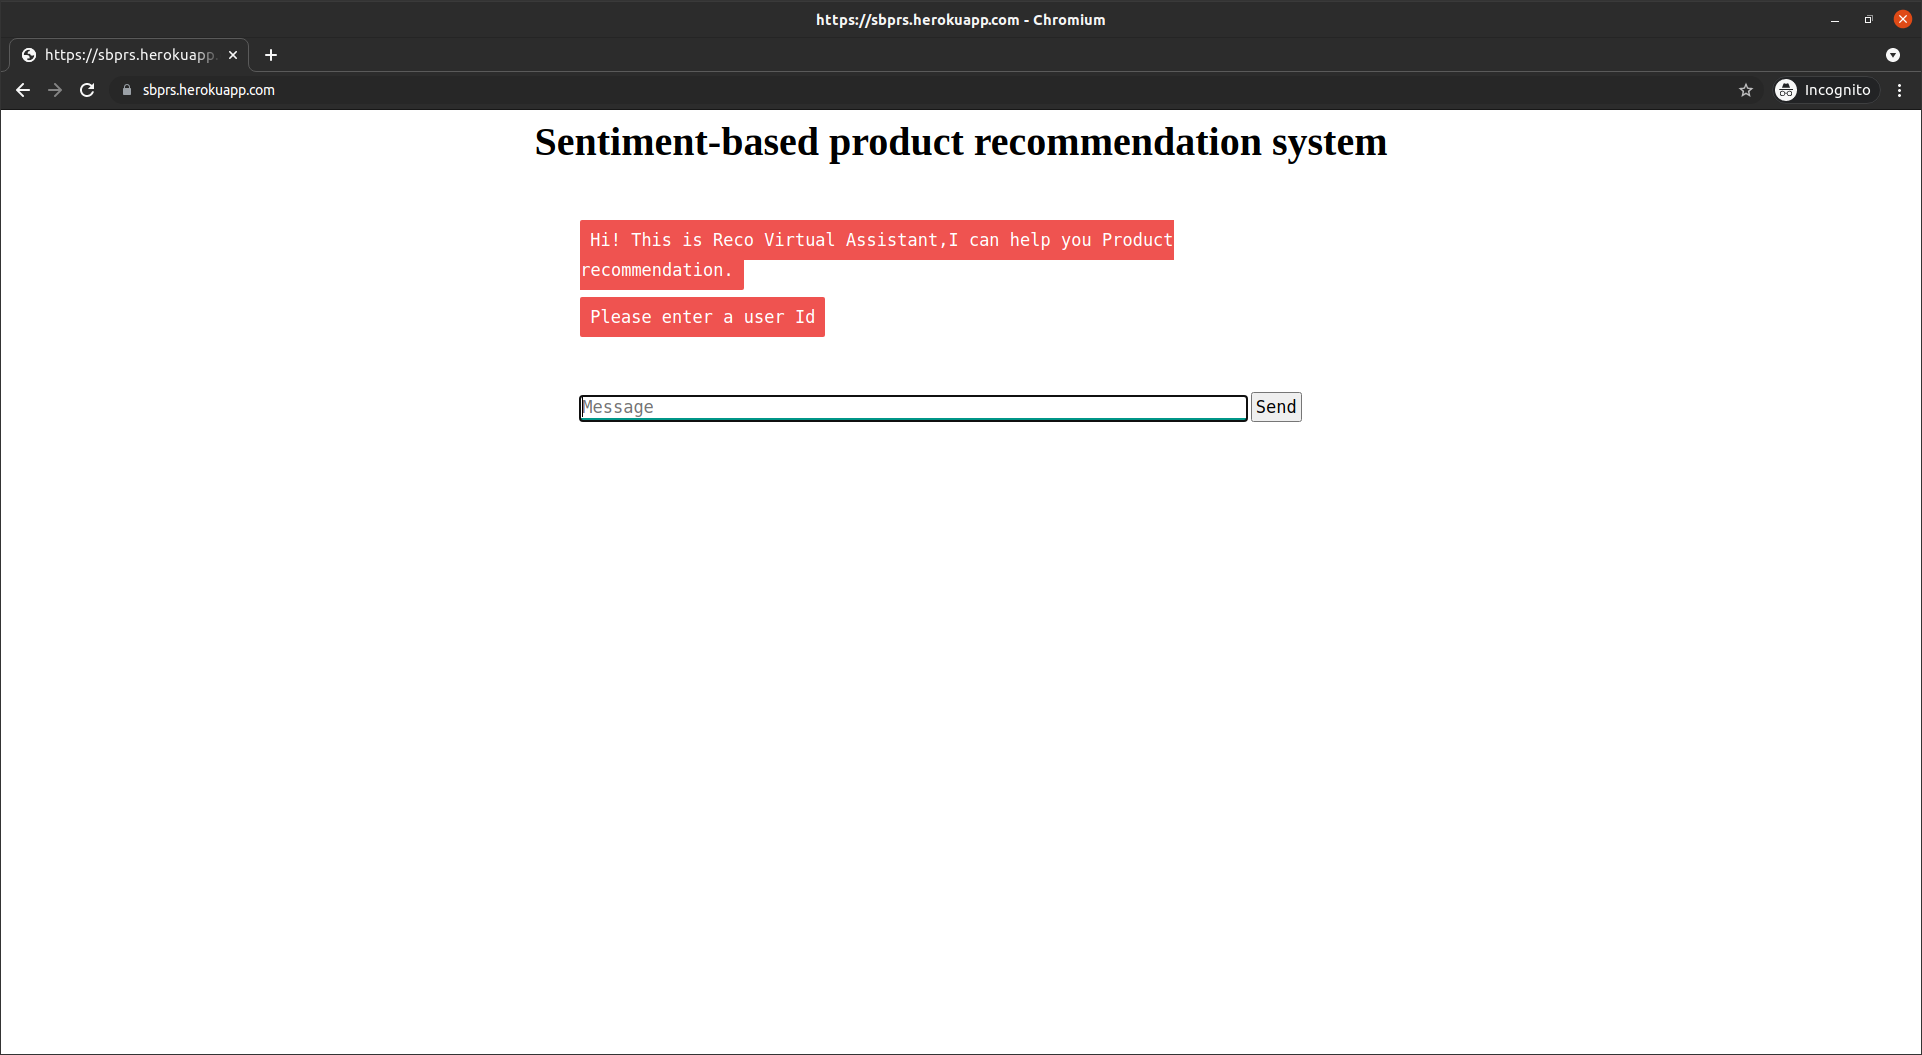 https://sbprs.herokuapp.com - Chromium
https://sbprs.herokuapp.
sbprs.herokuapp.com
Incognito
Sentiment-based product recommendation system
Hi! This is Reco Virtual Assistant,I can help you Product
recommendation.
Please enter a user Id
Message
Send